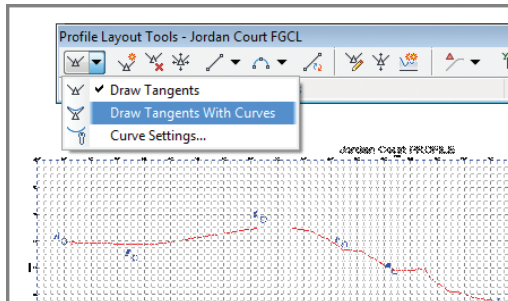 Profile Layout Tools - Jordan Court FGCL
Draw Tangents
Draw Tangents With Curves
Curve Settings...
Jordan Court PROFILE